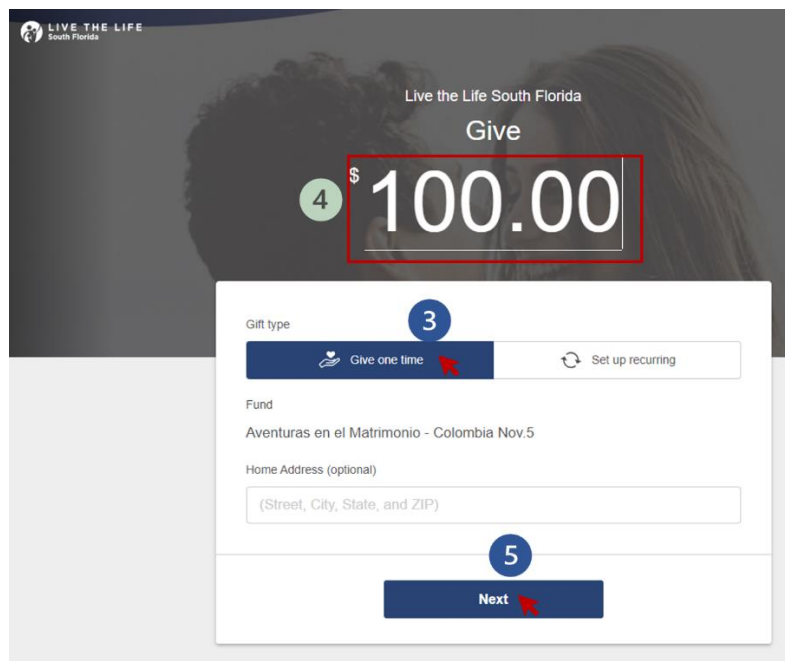 LIVE THE LIFE
South Florida
Live the Life South Florida
Give
4
$ 100.00
Gift type
3
Give one time
Set up recurring
Fund
Aventuras en el Matrimonio - Colombia Nov.5
Home Address (optional)
(Street, City, State, and ZIP)
5
Next